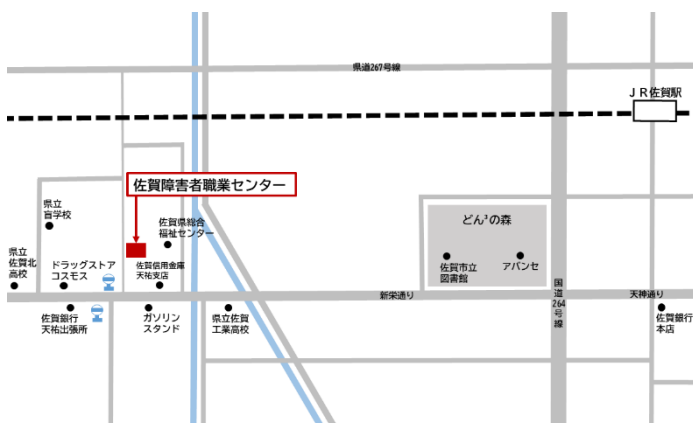 県道267号線
JR佐賀駅
佐賀障害者職業センター
県立
盲学校
佐賀県総合
福祉センター
どん³の森
県立
佐賀北
高校
ドラッグストア
コスモス
佐賀信用金庫
天祐支店
佐賀市立
図書館
アバンセ
新栄通り
国道264号線
天神通り
佐賀銀行
天祐出張所
ガソリン
スタンド
県立佐賀
工業高校
佐賀銀行
本店